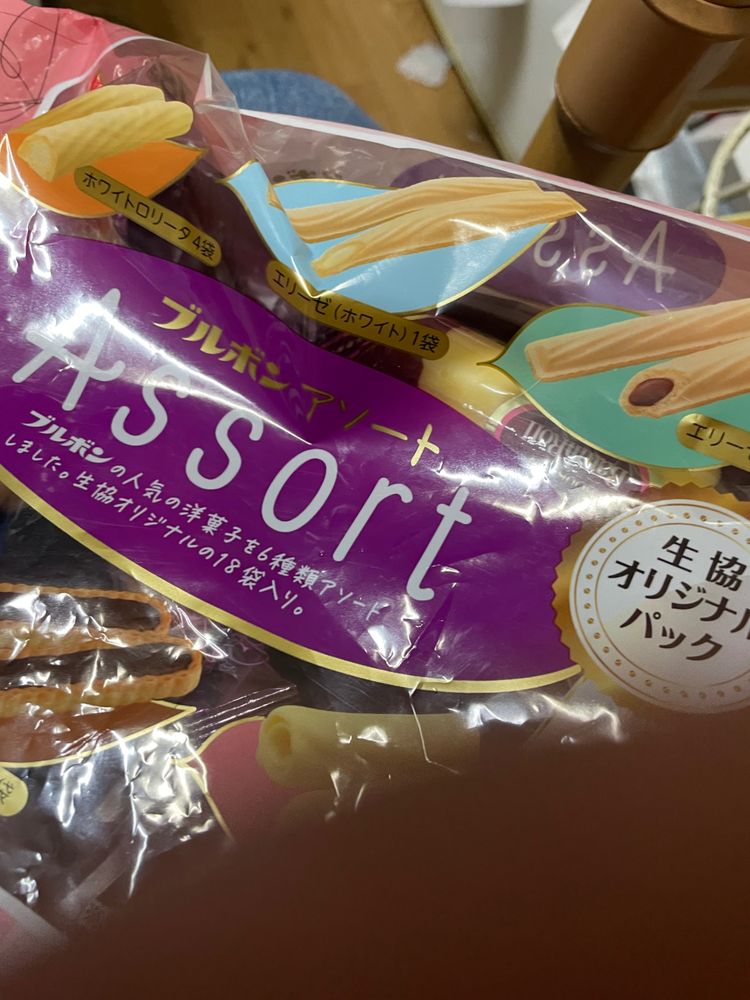 ホワイトロリータ4袋
エリーゼ(ホワイト)1袋
エリーゼ
ブルボンアソート
Assort
ブルボンの人気の洋菓子を6種類アソート
しました。生協オリジナルの18袋入り。
生協
オリジナル
パック
Ass